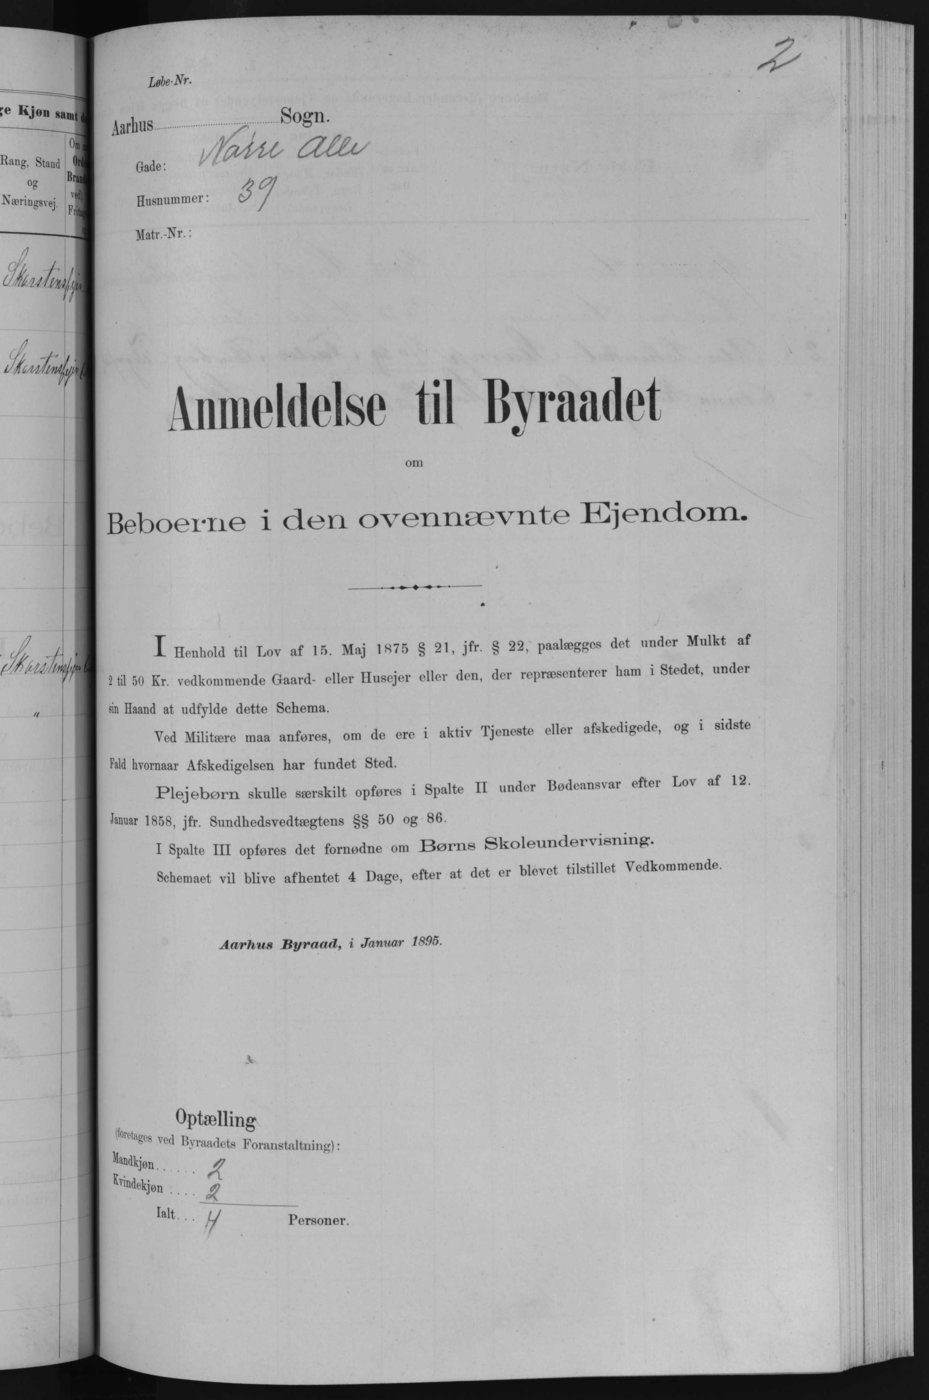 2
Løbe-Nr.
Aarhus Sogn.
Gade: Nørre Alle
Husnummer: 39
Matr.-Nr.:
Anmeldelse til Byraadet
om
Beboerne i den ovennævnte Ejendom.
I Henhold til Lov af 15. Maj 1875 § 21, jfr. § 22, paalægges det under Mulkt af
2 til 50 Kr. vedkommende Gaard- eller Husejer eller den, der repræsenterer ham i Stedet, under
sin Haand at udfylde dette Schema.
Ved Militære maa anføres, om de ere i aktiv Tjeneste eller afskedigede, og i sidste
Fald hvornaar Afskedigelsen har fundet Sted.
Plejebørn skulle særskilt opføres i Spalte II under Bødeansvar efter Lov af 12.
Januar 1858, jfr. Sundhedsvedtægtens §§ 50 og 86.
I Spalte III opføres det fornødne om Børns Skoleundervisning.
Schemaet vil blive afhentet 4 Dage, efter at det er blevet tilstillet Vedkommende.
Aarhus Byraad, i Januar 1895.
Optælling
(foretages ved Byraadets Foranstaltning):
Mandkjøn...... 2
Kvindekjøn.... 2
Ialt... 4 Personer.
Kjøn samt
Rang, Stand
og
Næringsvej.